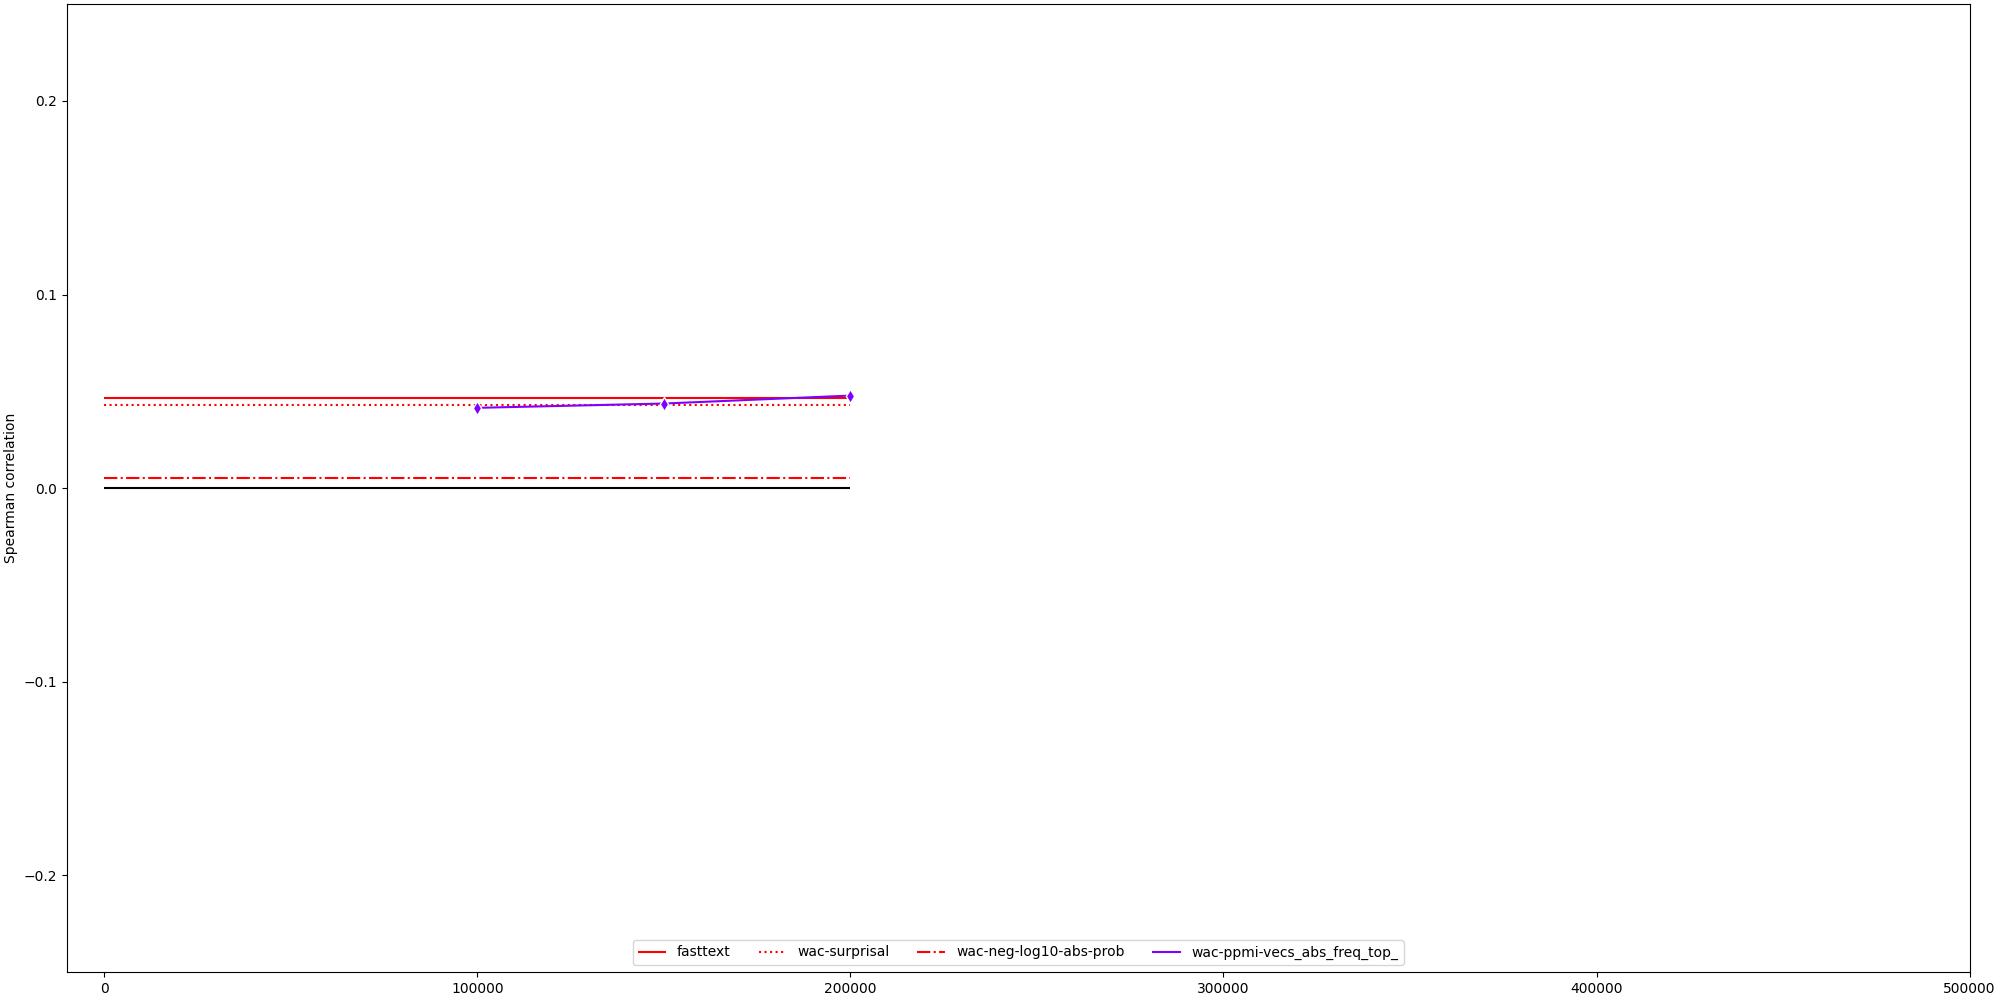 0.2
0.1
0.0
−0.1
−0.2
Spearman correlation
fasttext wac-surprisal wac-neg-log10-abs-prob wac-ppmi-vecs_abs_freq_top_
0 100000 200000 300000 400000 500000